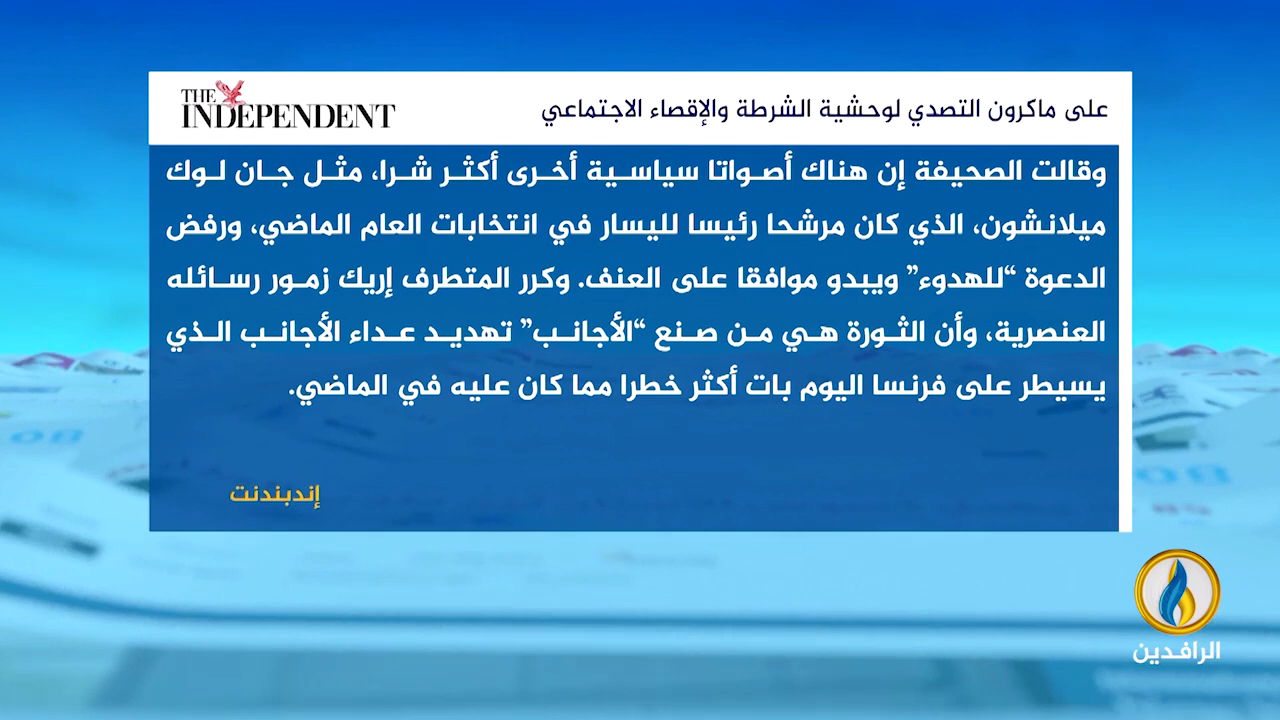 THE
INDEPENDENT
على ماكرون التصدي لوحشية الشرطة والإقصاء الاجتماعي
وقالت الصحيفة إن هناك أصواتا سياسية أخرى أكثر شرا، مثل جان لوك
ميلانشون، الذي كان مرشحا رئيسا لليسار في انتخابات العام الماضي، ورفض
الدعوة “للهدوء” ويبدو موافقا على العنف. وكرر المتطرف إريك زمور رسائله
العنصرية، وأن الثورة هي من صنع “الأجانب” تهديد عداء الأجانب الذي
يسيطر على فرنسا اليوم بات أكثر خطرا مما كان عليه في الماضي.
إندبندنت
الرافدين